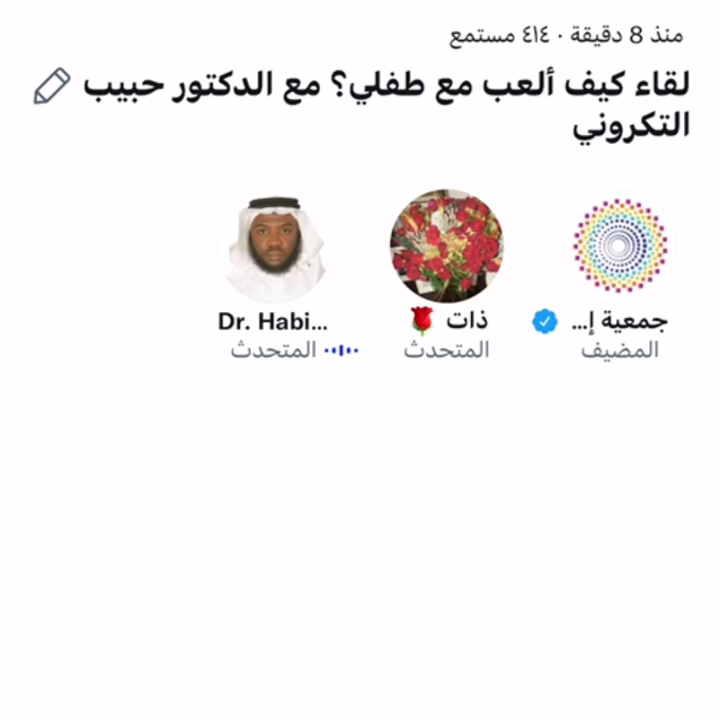 منذ 8 دقيقة · ٤١٤ مستمع
لقاء كيف ألعب مع طفلي؟ مع الدكتور حبيب
التكروني
جمعية إ...
المضيف
ذات 🌹
المتحدث
Dr. Habi...
المتحدث